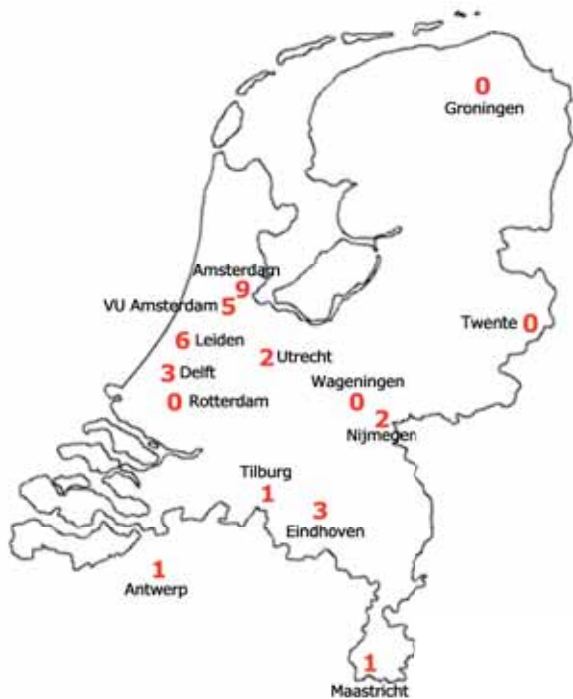 0
Groningen
Amsterdam
9
VU Amsterdam 5
Twente 0
6 Leiden
2 Utrecht
3 Delft
Wageningen
0 Rotterdam
0
2
Nijmegen
Tilburg
1
3
Eindhoven
1
Antwerp
1
Maastricht